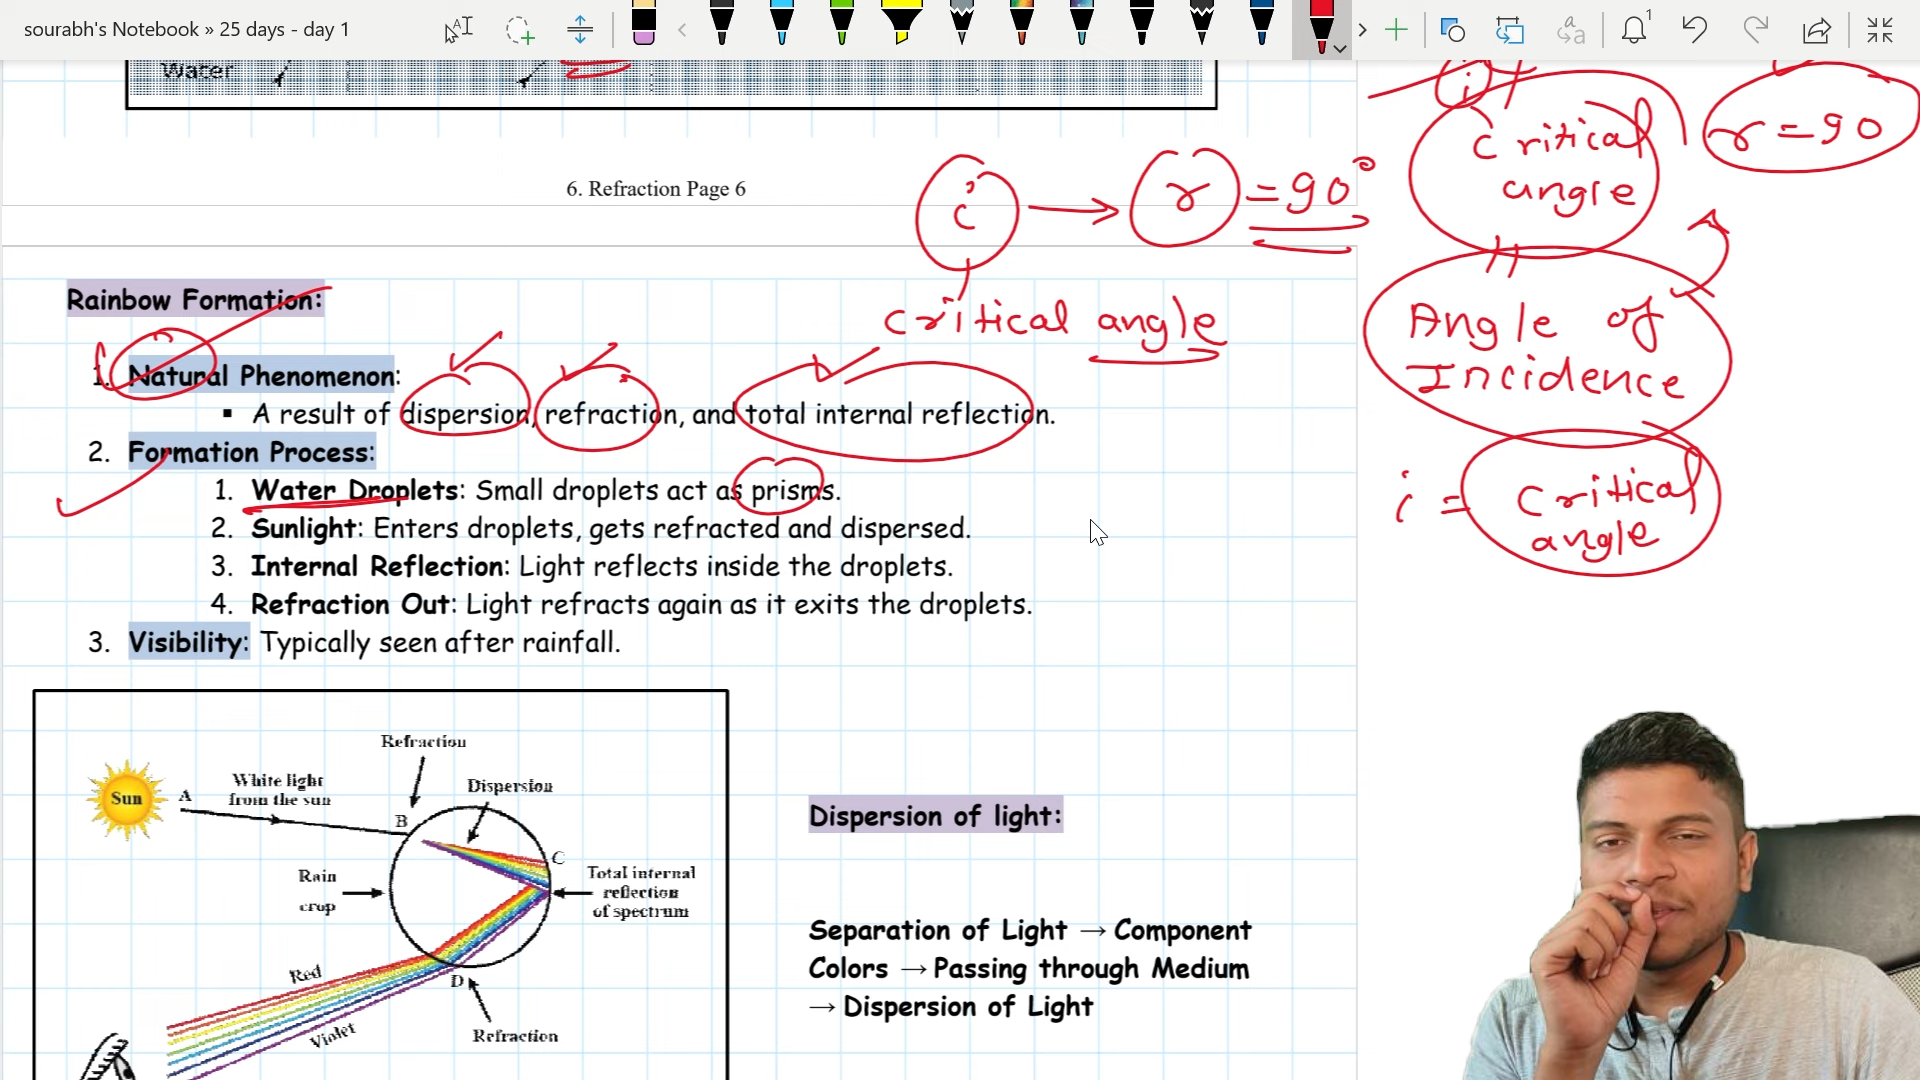 sourabh's Notebook » 25 days - day 1
1
Water
6. Refraction Page 6
i → r = 90°
critical angle
i
critical
angle
r = 90
Angle of
Incidence
i = critical
angle
Rainbow Formation:
1. Natural Phenomenon:
▪ A result of dispersion, refraction, and total internal reflection.
2. Formation Process:
1. Water Droplets: Small droplets act as prisms.
2. Sunlight: Enters droplets, gets refracted and dispersed.
3. Internal Reflection: Light reflects inside the droplets.
4. Refraction Out: Light refracts again as it exits the droplets.
3. Visibility: Typically seen after rainfall.
Refraction
Dispersion
Sun
A
White light
from the sun
B
C
Rain
Total internal
reflection
of spectrum
Red
D
Violet
Refraction
Dispersion of light:
Separation of Light → Component
Colors → Passing through Medium
→ Dispersion of Light